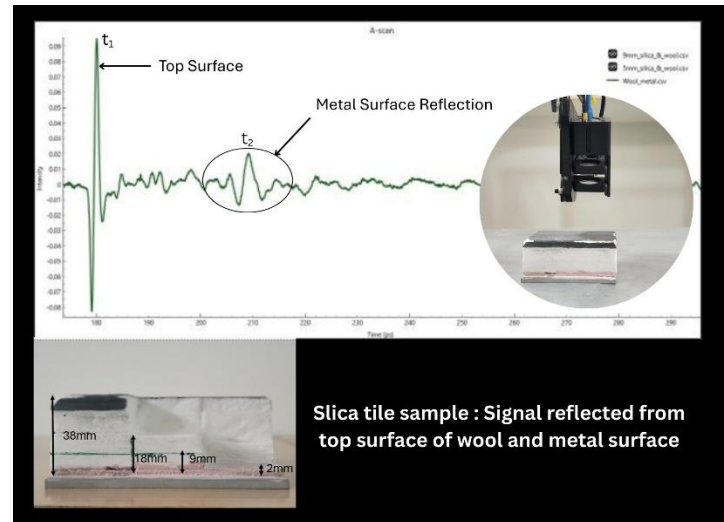 A-scan
t₁
Top Surface
Metal Surface Reflection
t₂
9mm_silica_&_wool.csv
5mm_silica_&_wool.csv
Wool_metal.csv
Intensity
0.09
0.08
0.07
0.06
0.05
0.04
0.03
0.02
0.01
0
-0.01
-0.02
-0.03
-0.04
-0.05
-0.06
-0.07
-0.08
180 190 200 210 220 230 240 250 260 270 280 290
Time (ps)
38mm
18mm
9mm
2mm
Slica tile sample : Signal reflected from
top surface of wool and metal surface